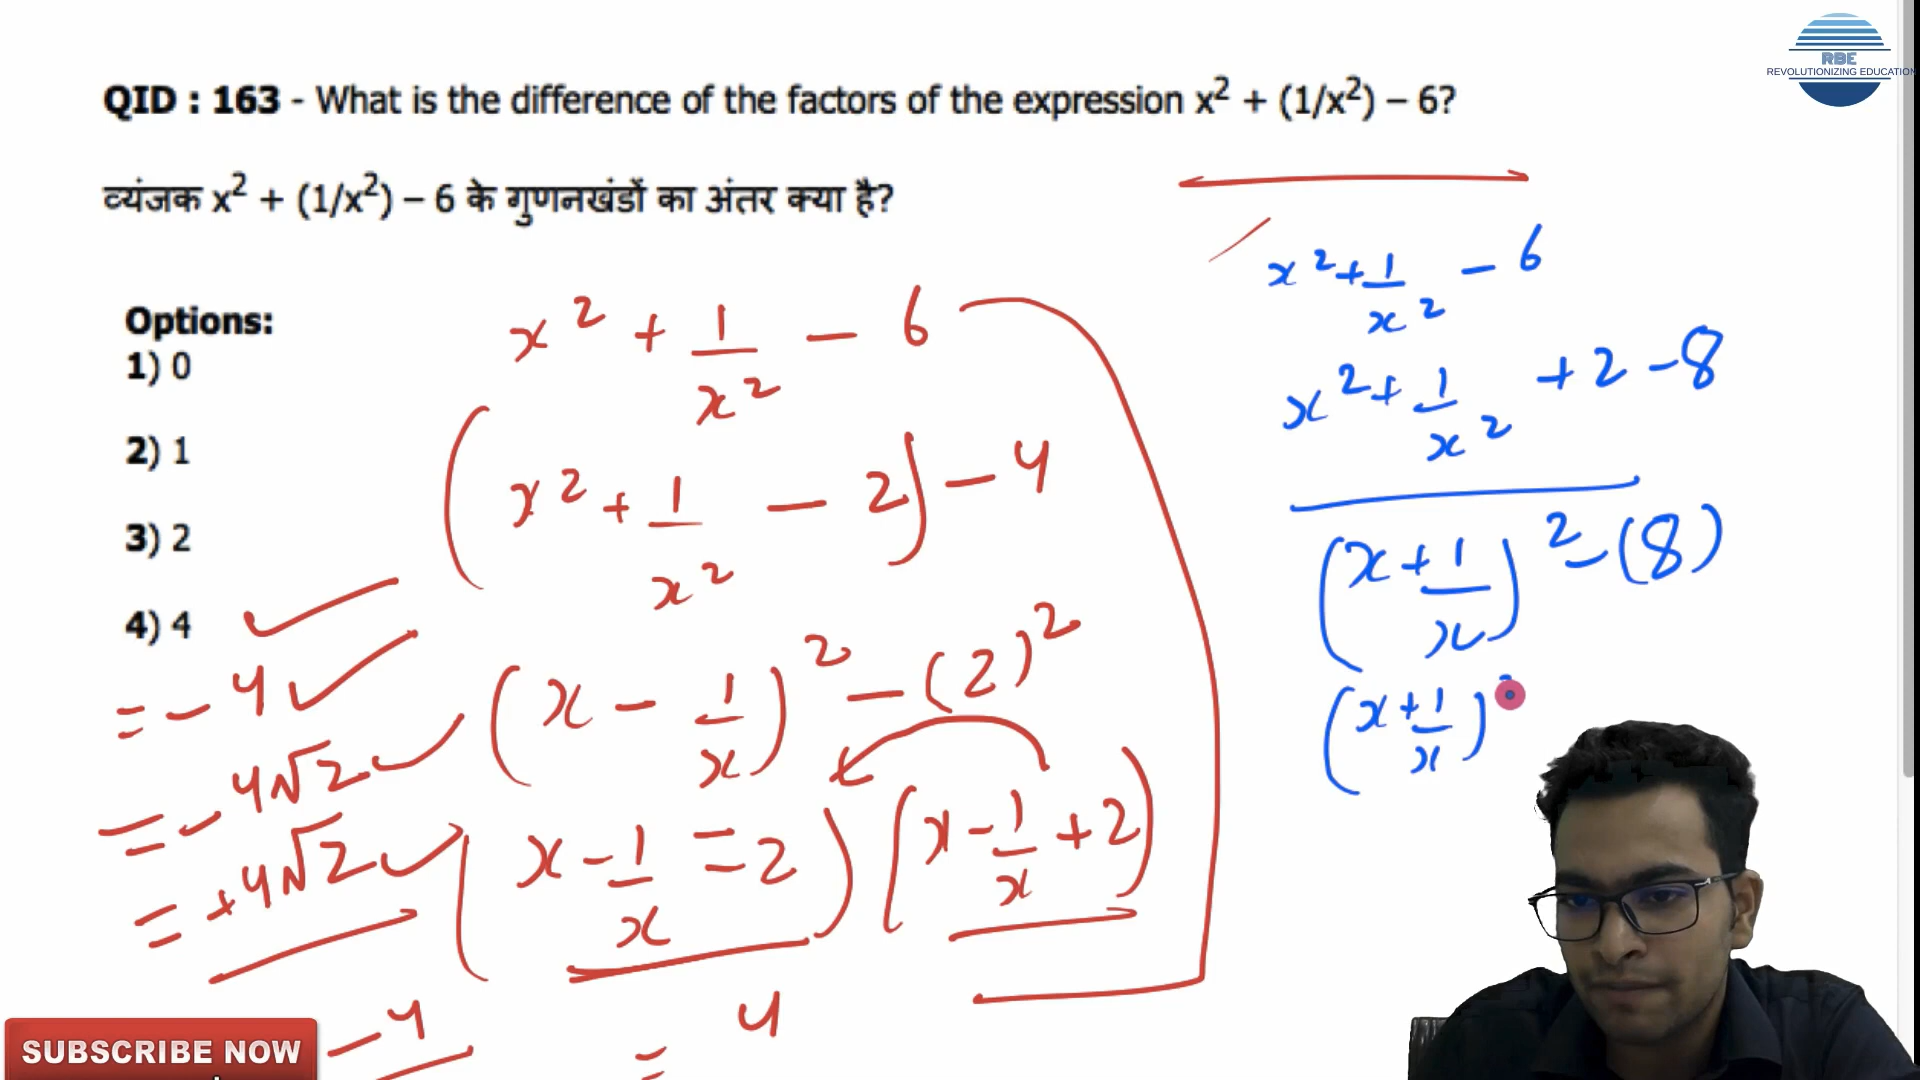 RBE
REVOLUTIONIZING EDUCATION
QID : 163 - What is the difference of the factors of the expression x² + (1/x²) – 6?
व्यंजक x² + (1/x²) – 6 के गुणनखंडों का अंतर क्या है?
Options:
1) 0
2) 1
3) 2
4) 4
x² + 1/x² – 6
(x² + 1/x² – 2) – 4
(x – 1/x)² – (2)²
(x – 1/x – 2) (x – 1/x + 2)
= 4
= – 4
= – 4√2
= + 4√2
– 4
x² + 1/x² – 6
x² + 1/x² + 2 – 8
(x + 1/x)² – (8)
(x + 1/x)
SUBSCRIBE NOW